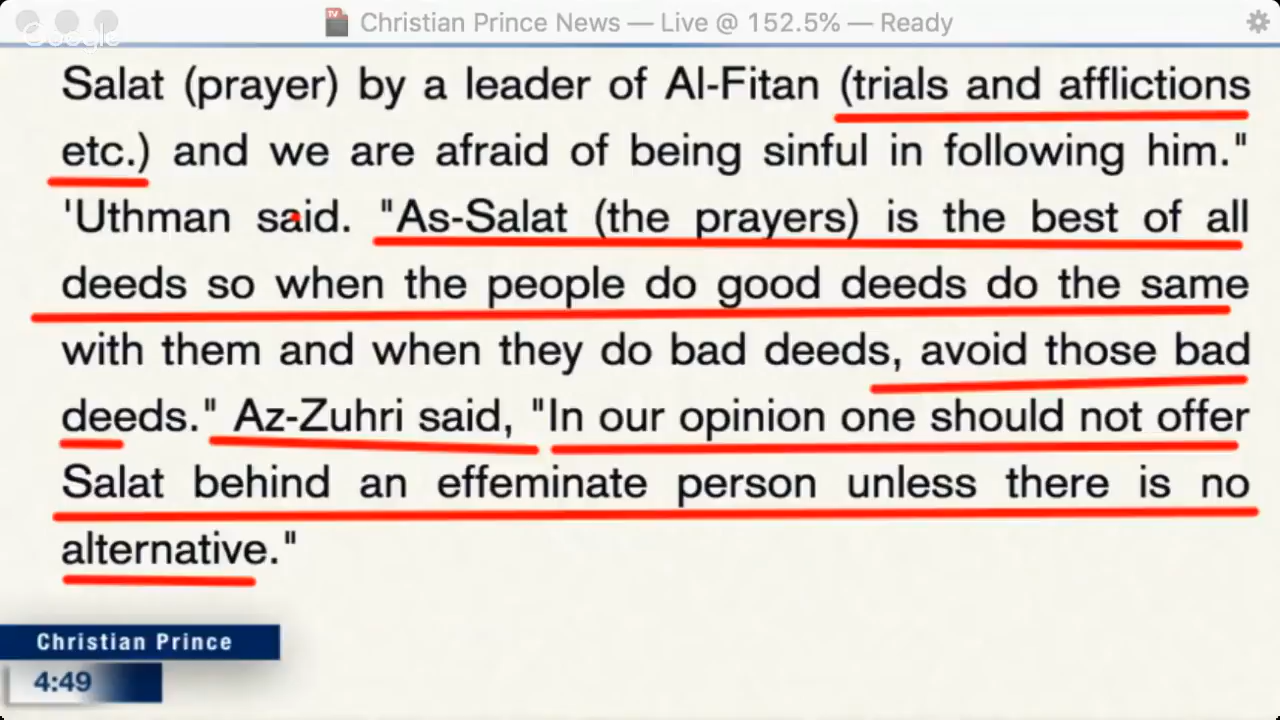 Christian Prince News — Live @ 152.5% — Ready
Google
Salat (prayer) by a leader of Al-Fitan (trials and afflictions
etc.) and we are afraid of being sinful in following him."
'Uthman said. "As-Salat (the prayers) is the best of all
deeds so when the people do good deeds do the same
with them and when they do bad deeds, avoid those bad
deeds." Az-Zuhri said, "In our opinion one should not offer
Salat behind an effeminate person unless there is no
alternative."
Christian Prince
4:49